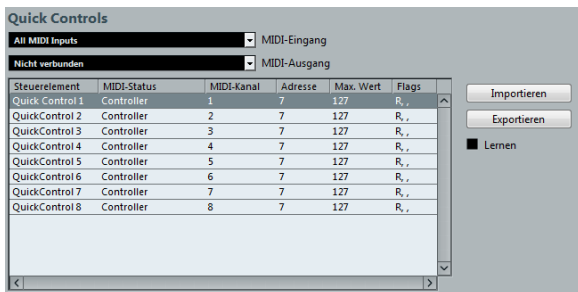 Quick Controls
All MIDI Inputs MIDI-Eingang
Nicht verbunden MIDI-Ausgang
Steuerelement MIDI-Status MIDI-Kanal Adresse Max. Wert Flags
Quick Control 1 Controller 1 7 127 R, ,
QuickControl 2 Controller 2 7 127 R, ,
QuickControl 3 Controller 3 7 127 R, ,
QuickControl 4 Controller 4 7 127 R, ,
QuickControl 5 Controller 5 7 127 R, ,
QuickControl 6 Controller 6 7 127 R, ,
QuickControl 7 Controller 7 7 127 R, ,
QuickControl 8 Controller 8 7 127 R, ,
Importieren
Exportieren
Lernen